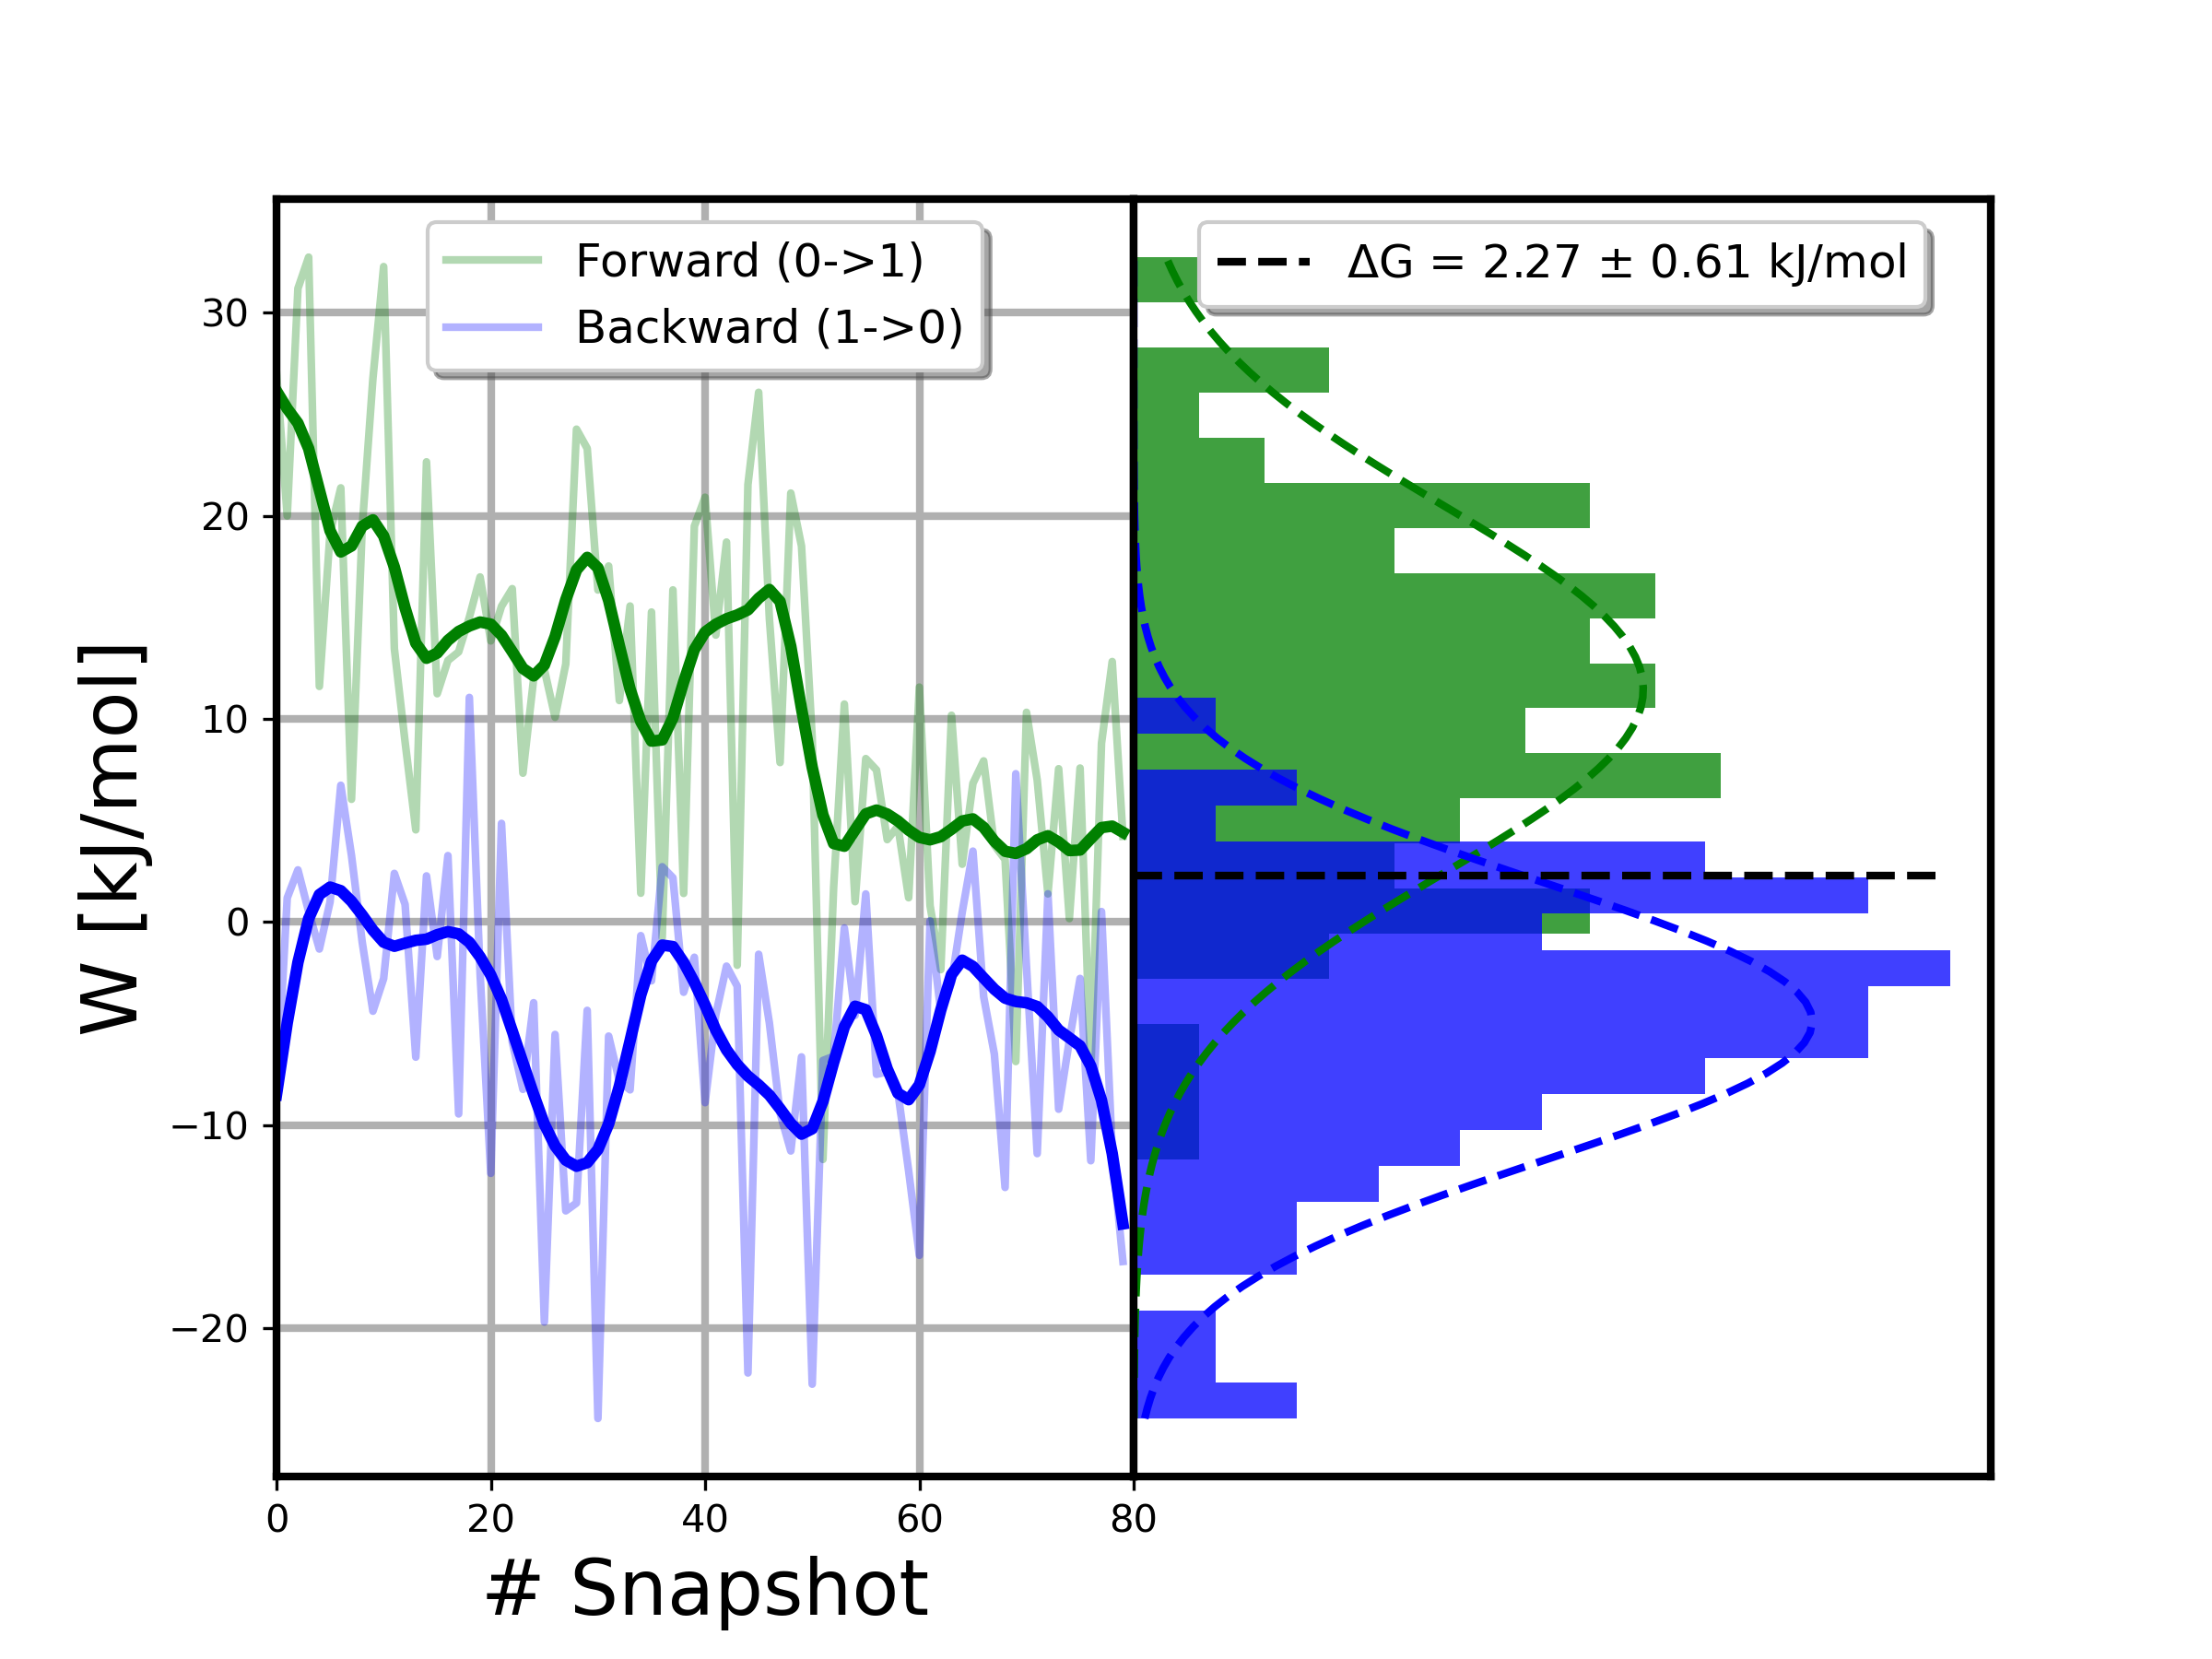 Forward (0->1)
Backward (1->0)
ΔG = 2.27 ± 0.61 kJ/mol
W [kJ/mol]
30
20
10
0
−10
−20
0 20 40 60 80
# Snapshot